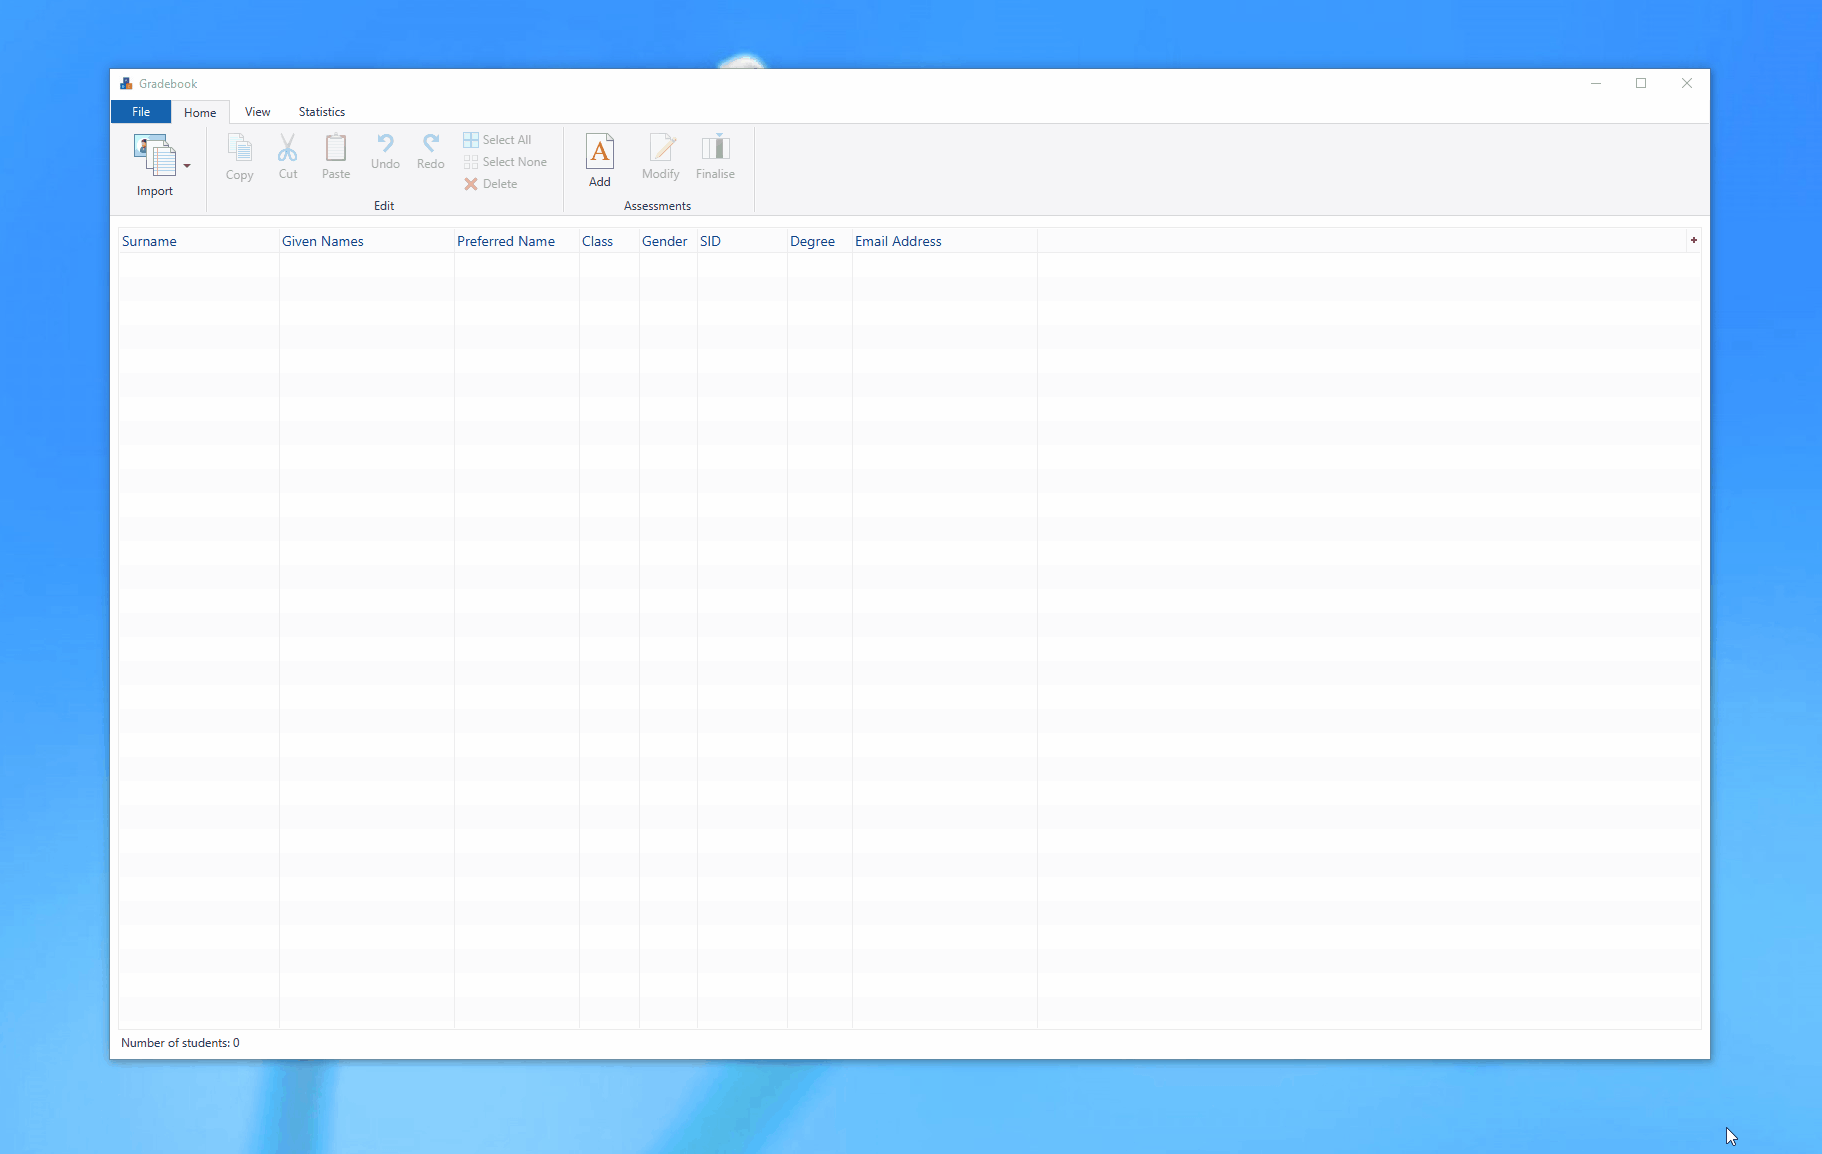 Gradebook
File Home View Statistics
Import
Copy
Cut
Paste
Undo
Redo
Select All
Select None
Delete
Edit
A
Add
Modify
Finalise
Assessments
Surname Given Names Preferred Name Class Gender SID Degree Email Address +
Number of students: 0